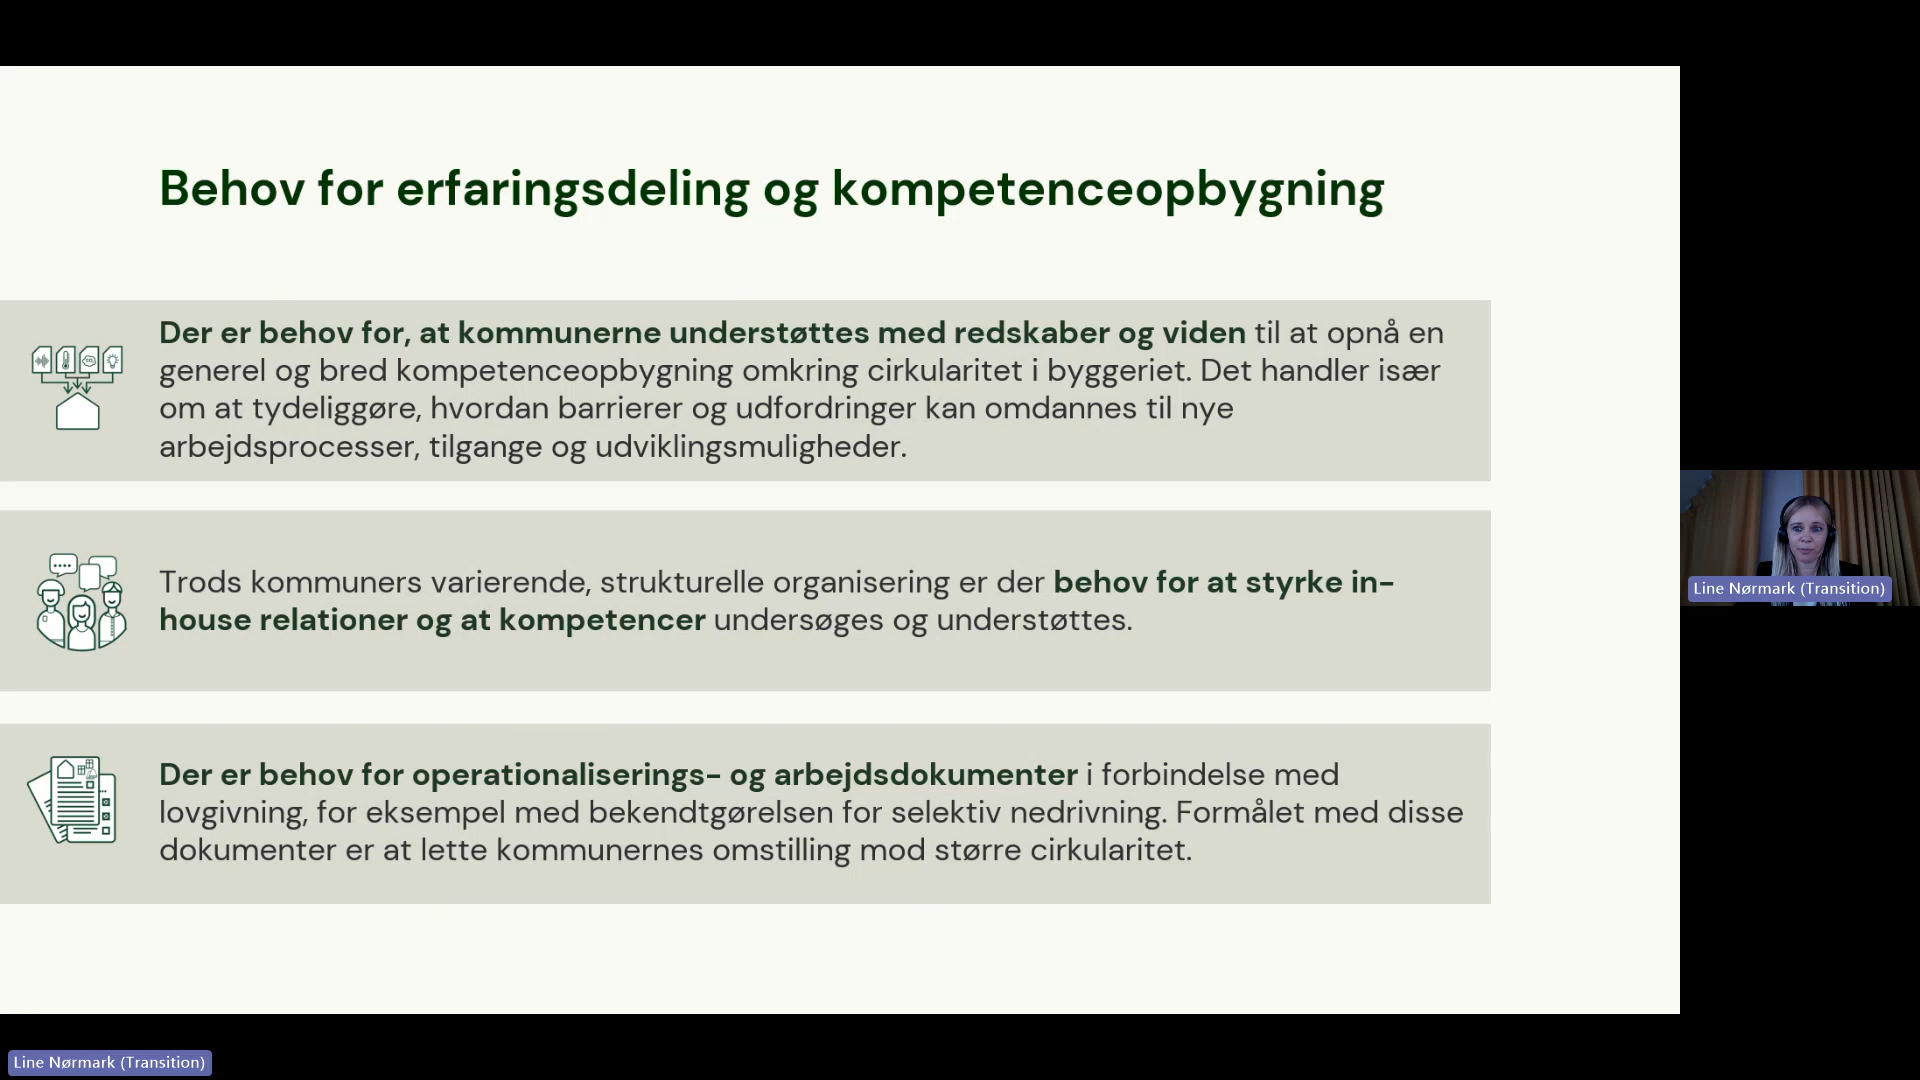 Behov for erfaringsdeling og kompetenceopbygning
Der er behov for, at kommunerne understøttes med redskaber og viden til at opnå en
generel og bred kompetenceopbygning omkring cirkularitet i byggeriet. Det handler især
om at tydeliggøre, hvordan barrierer og udfordringer kan omdannes til nye
arbejdsprocesser, tilgange og udviklingsmuligheder.
Trods kommuners varierende, strukturelle organisering er der behov for at styrke in-
house relationer og at kompetencer undersøges og understøttes.
Der er behov for operationaliserings- og arbejdsdokumenter i forbindelse med
lovgivning, for eksempel med bekendtgørelsen for selektiv nedrivning. Formålet med disse
dokumenter er at lette kommunernes omstilling mod større cirkularitet.
Line Nørmark (Transition)
Line Nørmark (Transition)